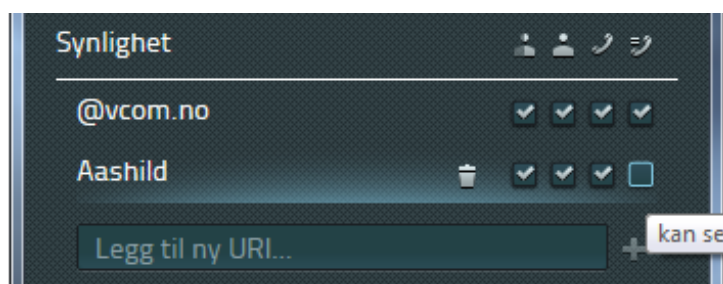 Synlighet
@vcom.no
Aashild
Legg til ny URI...
kan se